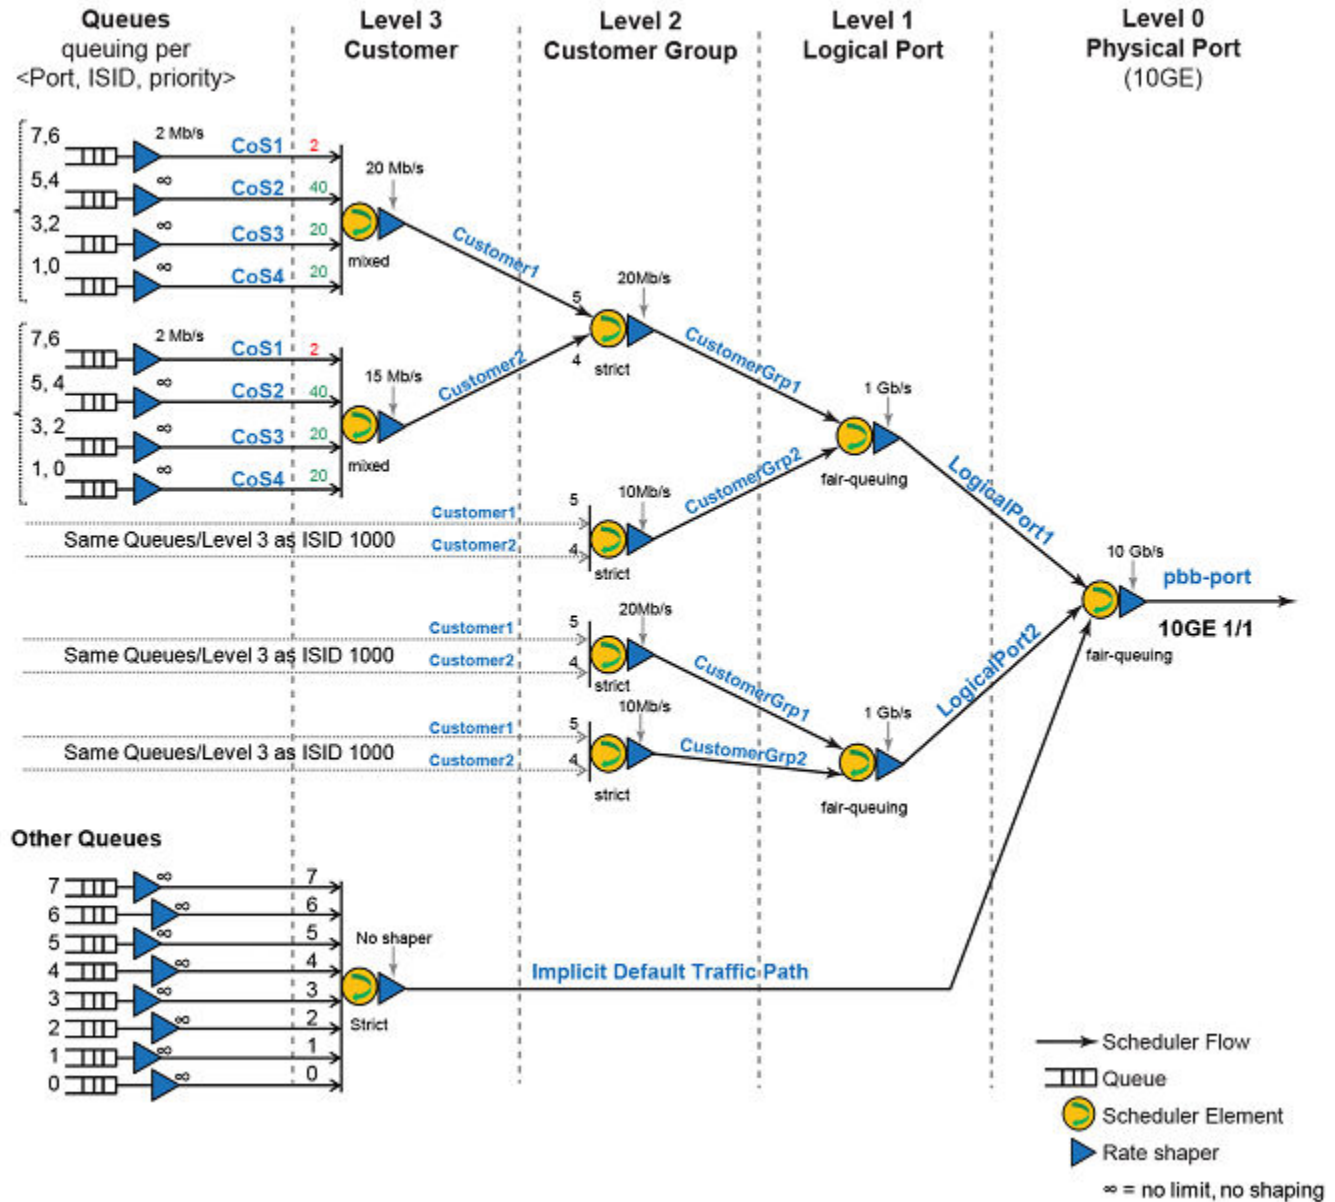 Queues
queuing per
<Port, ISID, priority>
Level 3
Customer
Level 2
Customer Group
Level 1
Logical Port
Level 0
Physical Port
(10GE)
7,6
2 Mb/s
CoS1
2
5,4
∞
CoS2
40
3,2
∞
CoS3
20
1,0
∞
CoS4
20
20 Mb/s
mixed
Customer1
7,6
2 Mb/s
CoS1
2
5, 4
∞
CoS2
40
3, 2
∞
CoS3
20
1, 0
∞
CoS4
20
15 Mb/s
mixed
Customer2
5
4
20Mb/s
strict
CustomerGrp1
Customer1
Same Queues/Level 3 as ISID 1000
Customer2
5
4
10Mb/s
strict
CustomerGrp2
1 Gb/s
fair-queuing
LogicalPort1
Customer1
Same Queues/Level 3 as ISID 1000
Customer2
5
4
20Mb/s
strict
CustomerGrp1
Customer1
Same Queues/Level 3 as ISID 1000
Customer2
5
4
10Mb/s
strict
CustomerGrp2
1 Gb/s
fair-queuing
LogicalPort2
10 Gb/s
fair-queuing
pbb-port
10GE 1/1
Other Queues
7 ∞ 7
6 ∞ 6
5 ∞ 5
4 ∞ 4
3 ∞ 3
2 ∞ 2
1 ∞ 1
0 ∞ 0
No shaper
Strict
Implicit Default Traffic Path
Scheduler Flow
Queue
Scheduler Element
Rate shaper
∞ = no limit, no shaping